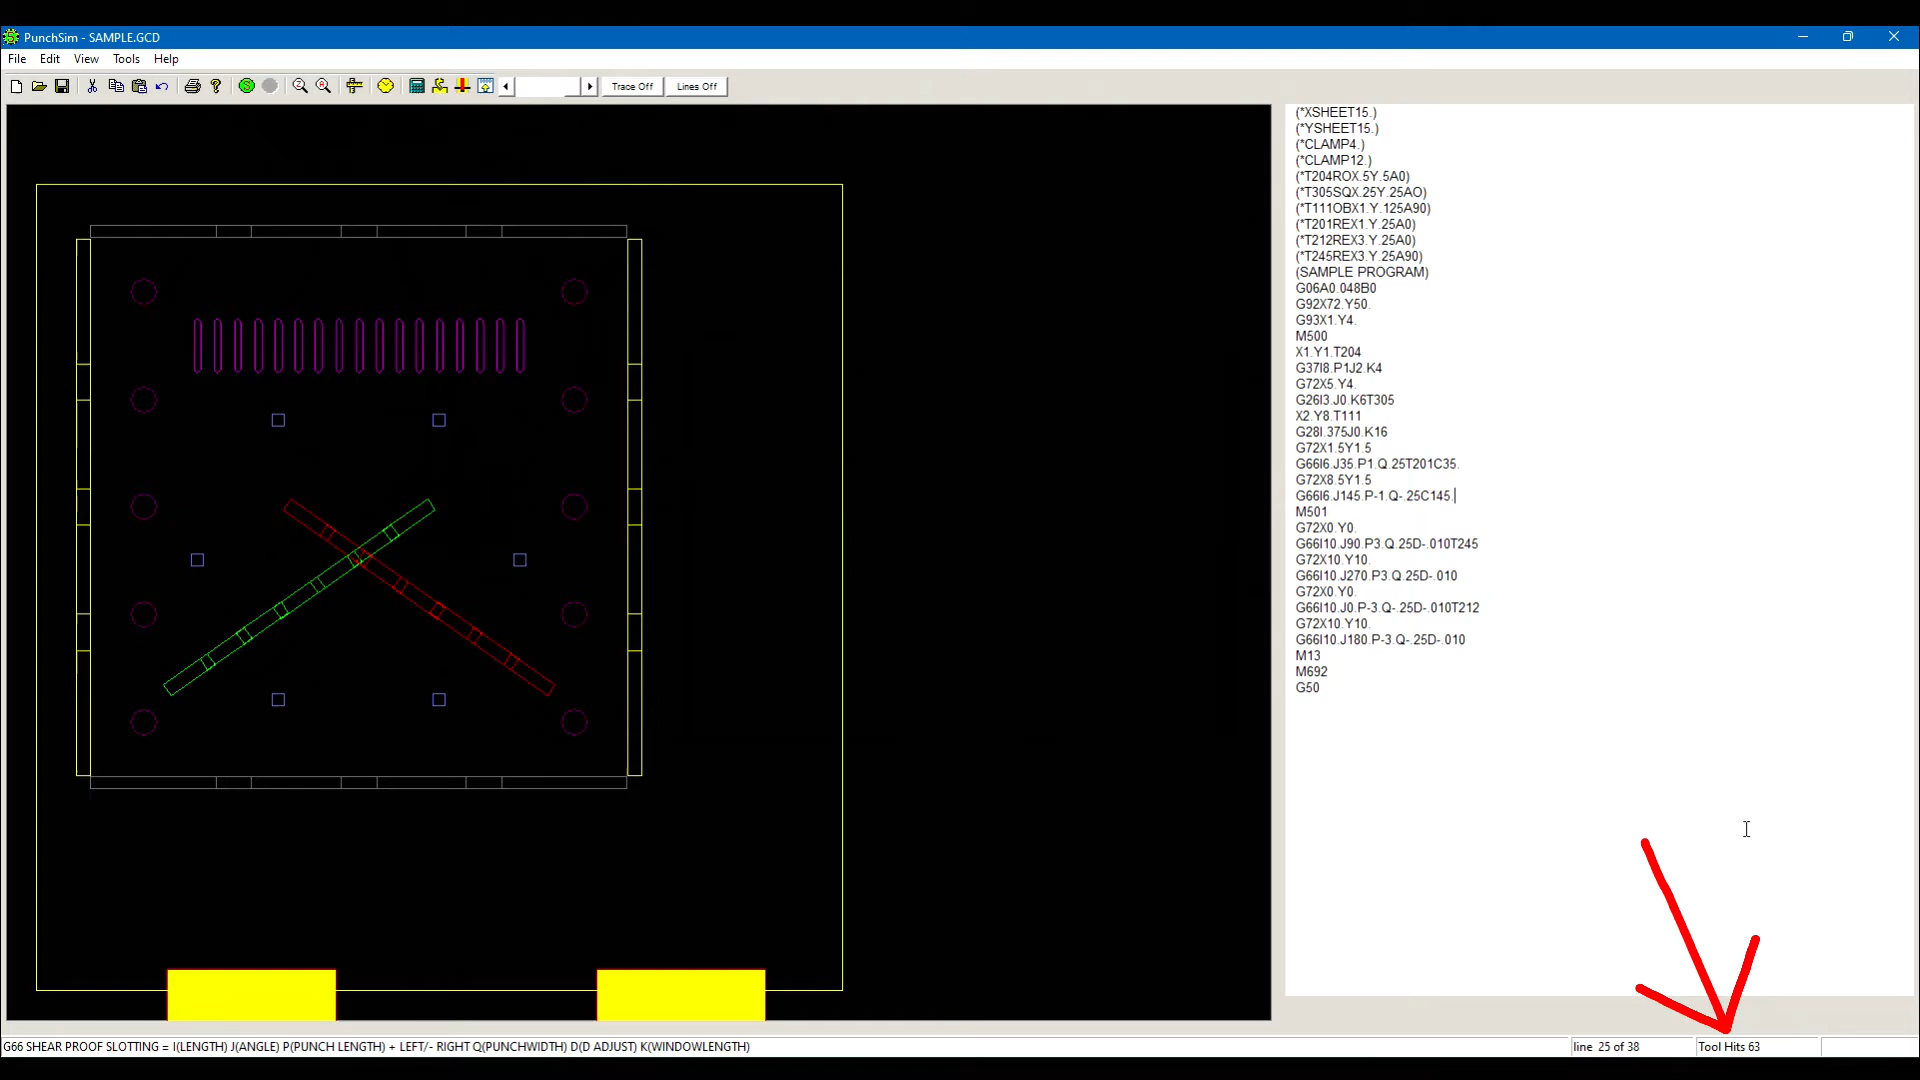 PunchSim - SAMPLE.GCD
File Edit View Tools Help
Trace Off Lines Off
(*XSHEET15.)
(*YSHEET15.)
(*CLAMP4.)
(*CLAMP12.)
(*T204ROX.5Y.5A0)
(*T305SQX.25Y.25AO)
(*T111OBX1.Y.125A90)
(*T201REX1.Y.25A0)
(*T212REX3.Y.25A0)
(*T245REX3.Y.25A90)
(SAMPLE PROGRAM)
G06A0.048B0
G92X72.Y50.
G93X1.Y4.
M500
X1.Y1.T204
G37I8.P1J2.K4
G72X5.Y4.
G26I3.J0.K6T305
X2.Y8.T111
G28I.375J0.K16
G72X1.5Y1.5
G66I6.J35.P1.Q.25T201C35.
G72X8.5Y1.5
G66I6.J145.P-1.Q-.25C145.
M501
G72X0.Y0.
G66I10.J90.P3.Q.25D-.010T245
G72X10.Y10.
G66I10.J270.P3.Q.25D-.010
G72X0.Y0.
G66I10.J0.P-3.Q-.25D-.010T212
G72X10.Y10.
G66I10.J180.P-3.Q-.25D-.010
M13
M692
G50
G66 SHEAR PROOF SLOTTING = I(LENGTH) J(ANGLE) P(PUNCH LENGTH) + LEFT/- RIGHT Q(PUNCHWIDTH) D(D ADJUST) K(WINDOWLENGTH) line 25 of 38 Tool Hits 63